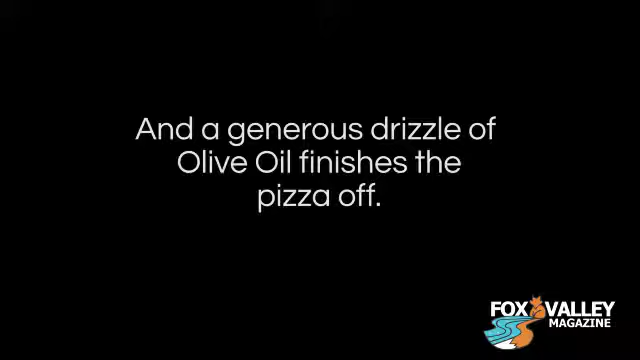 And a generous drizzle of
Olive Oil finishes the
pizza off.
FOX VALLEY
MAGAZINE